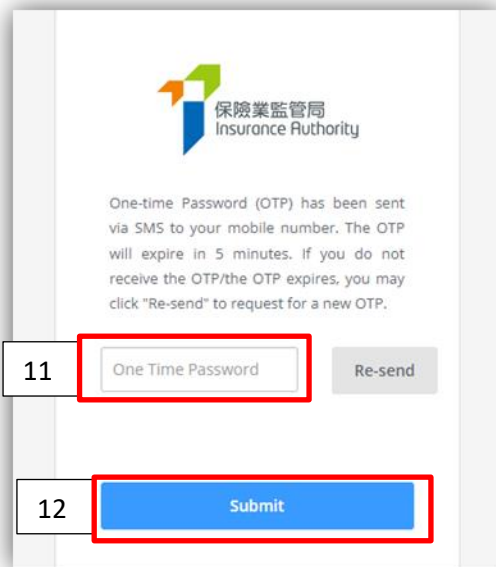 保險業監管局
Insurance Authority
One-time Password (OTP) has been sent
via SMS to your mobile number. The OTP
will expire in 5 minutes. If you do not
receive the OTP/the OTP expires, you may
click "Re-send" to request for a new OTP.
11
One Time Password
Re-send
12
Submit